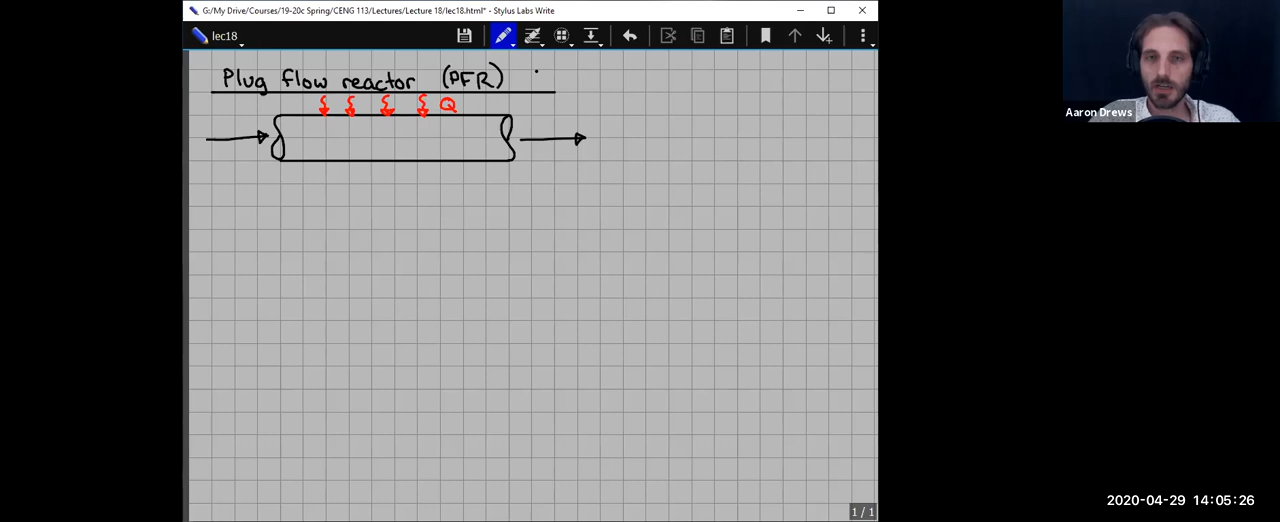 G:/My Drive/Courses/19-20c Spring/CENG 113/Lectures/Lecture 18/lec18.html* - Stylus Labs Write
lec18
Plug flow reactor (PFR)
Q
Aaron Drews
2020-04-29 14:05:26
1 / 1